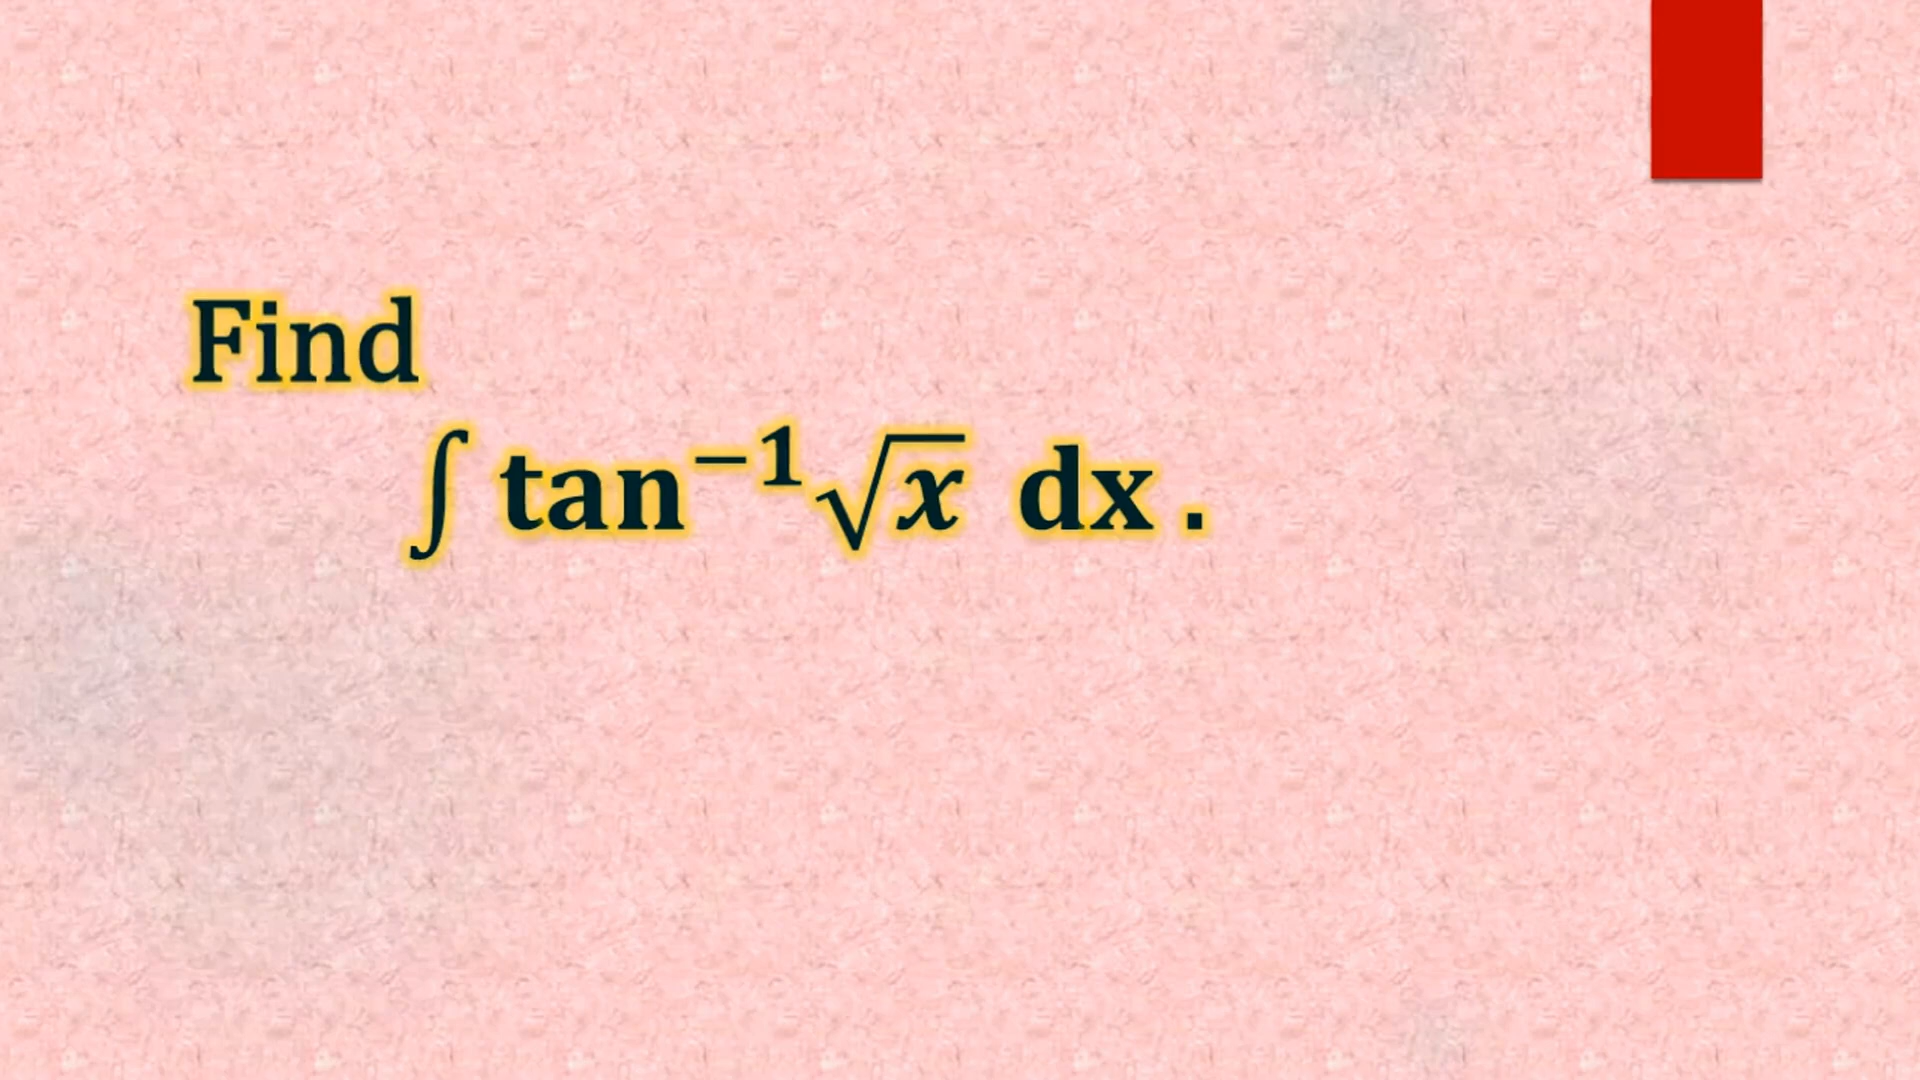 Find
∫ tan⁻¹√x dx .